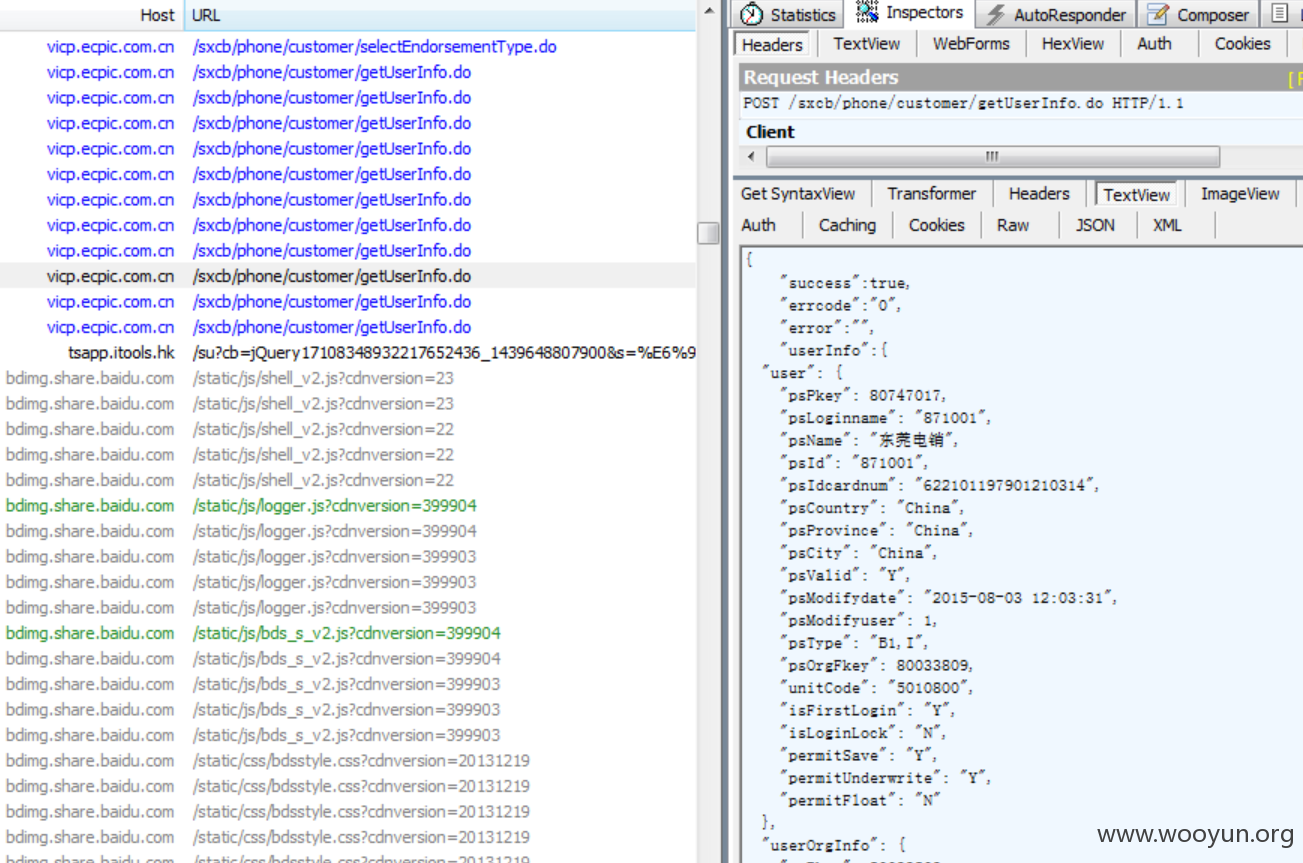 Host URL
vicp.ecpic.com.cn /sxcb/phone/customer/selectEndorsementType.do
vicp.ecpic.com.cn /sxcb/phone/customer/getUserInfo.do
vicp.ecpic.com.cn /sxcb/phone/customer/getUserInfo.do
vicp.ecpic.com.cn /sxcb/phone/customer/getUserInfo.do
vicp.ecpic.com.cn /sxcb/phone/customer/getUserInfo.do
vicp.ecpic.com.cn /sxcb/phone/customer/getUserInfo.do
vicp.ecpic.com.cn /sxcb/phone/customer/getUserInfo.do
vicp.ecpic.com.cn /sxcb/phone/customer/getUserInfo.do
vicp.ecpic.com.cn /sxcb/phone/customer/getUserInfo.do
vicp.ecpic.com.cn /sxcb/phone/customer/getUserInfo.do
vicp.ecpic.com.cn /sxcb/phone/customer/getUserInfo.do
vicp.ecpic.com.cn /sxcb/phone/customer/getUserInfo.do
tsapp.itools.hk /su?cb=jQuery17108348932217652436_1439648807900&s=%E6%9
bdimg.share.baidu.com /static/js/shell_v2.js?cdnversion=23
bdimg.share.baidu.com /static/js/shell_v2.js?cdnversion=23
bdimg.share.baidu.com /static/js/shell_v2.js?cdnversion=22
bdimg.share.baidu.com /static/js/shell_v2.js?cdnversion=22
bdimg.share.baidu.com /static/js/shell_v2.js?cdnversion=22
bdimg.share.baidu.com /static/js/logger.js?cdnversion=399904
bdimg.share.baidu.com /static/js/logger.js?cdnversion=399904
bdimg.share.baidu.com /static/js/logger.js?cdnversion=399903
bdimg.share.baidu.com /static/js/logger.js?cdnversion=399903
bdimg.share.baidu.com /static/js/logger.js?cdnversion=399903
bdimg.share.baidu.com /static/js/bds_s_v2.js?cdnversion=399904
bdimg.share.baidu.com /static/js/bds_s_v2.js?cdnversion=399904
bdimg.share.baidu.com /static/js/bds_s_v2.js?cdnversion=399903
bdimg.share.baidu.com /static/js/bds_s_v2.js?cdnversion=399903
bdimg.share.baidu.com /static/js/bds_s_v2.js?cdnversion=399903
bdimg.share.baidu.com /static/css/bdsstyle.css?cdnversion=20131219
bdimg.share.baidu.com /static/css/bdsstyle.css?cdnversion=20131219
bdimg.share.baidu.com /static/css/bdsstyle.css?cdnversion=20131219
bdimg.share.baidu.com /static/css/bdsstyle.css?cdnversion=20131219
bdimg.share.baidu.com /static/css/bdsstyle.css?cdnversion=20131219
Statistics Inspectors AutoResponder Composer
Headers TextView WebForms HexView Auth Cookies
Request Headers
POST /sxcb/phone/customer/getUserInfo.do HTTP/1.1
Client
Get SyntaxView Transformer Headers TextView ImageView
Auth Caching Cookies Raw JSON XML
{
"success":true,
"errcode":"0",
"error":"",
"userInfo":{
"user": {
"psPkey": 80747017,
"psLoginname": "871001",
"psName": "东莞电销",
"psId": "871001",
"psIdcardnum": "622101197901210314",
"psCountry": "China",
"psProvince": "China",
"psCity": "China",
"psValid": "Y",
"psModifydate": "2015-08-03 12:03:31",
"psModifyuser": 1,
"psType": "B1,I",
"psOrgFkey": 80033809,
"unitCode": "5010800",
"isFirstLogin": "Y",
"isLoginLock": "N",
"permitSave": "Y",
"permitUnderwrite": "Y",
"permitFloat": "N"
},
"userOrgInfo": {
www.wooyun.org